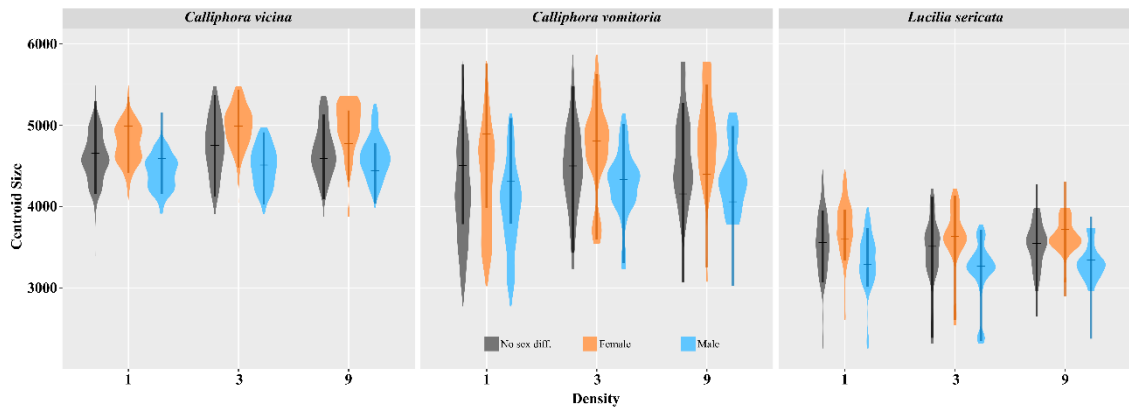 Calliphora vicina Calliphora vomitoria Lucilia sericata
6000
5000
4000
3000
Centroid Size
No sex diff. Female Male
1 3 9 1 3 9 1 3 9
Density